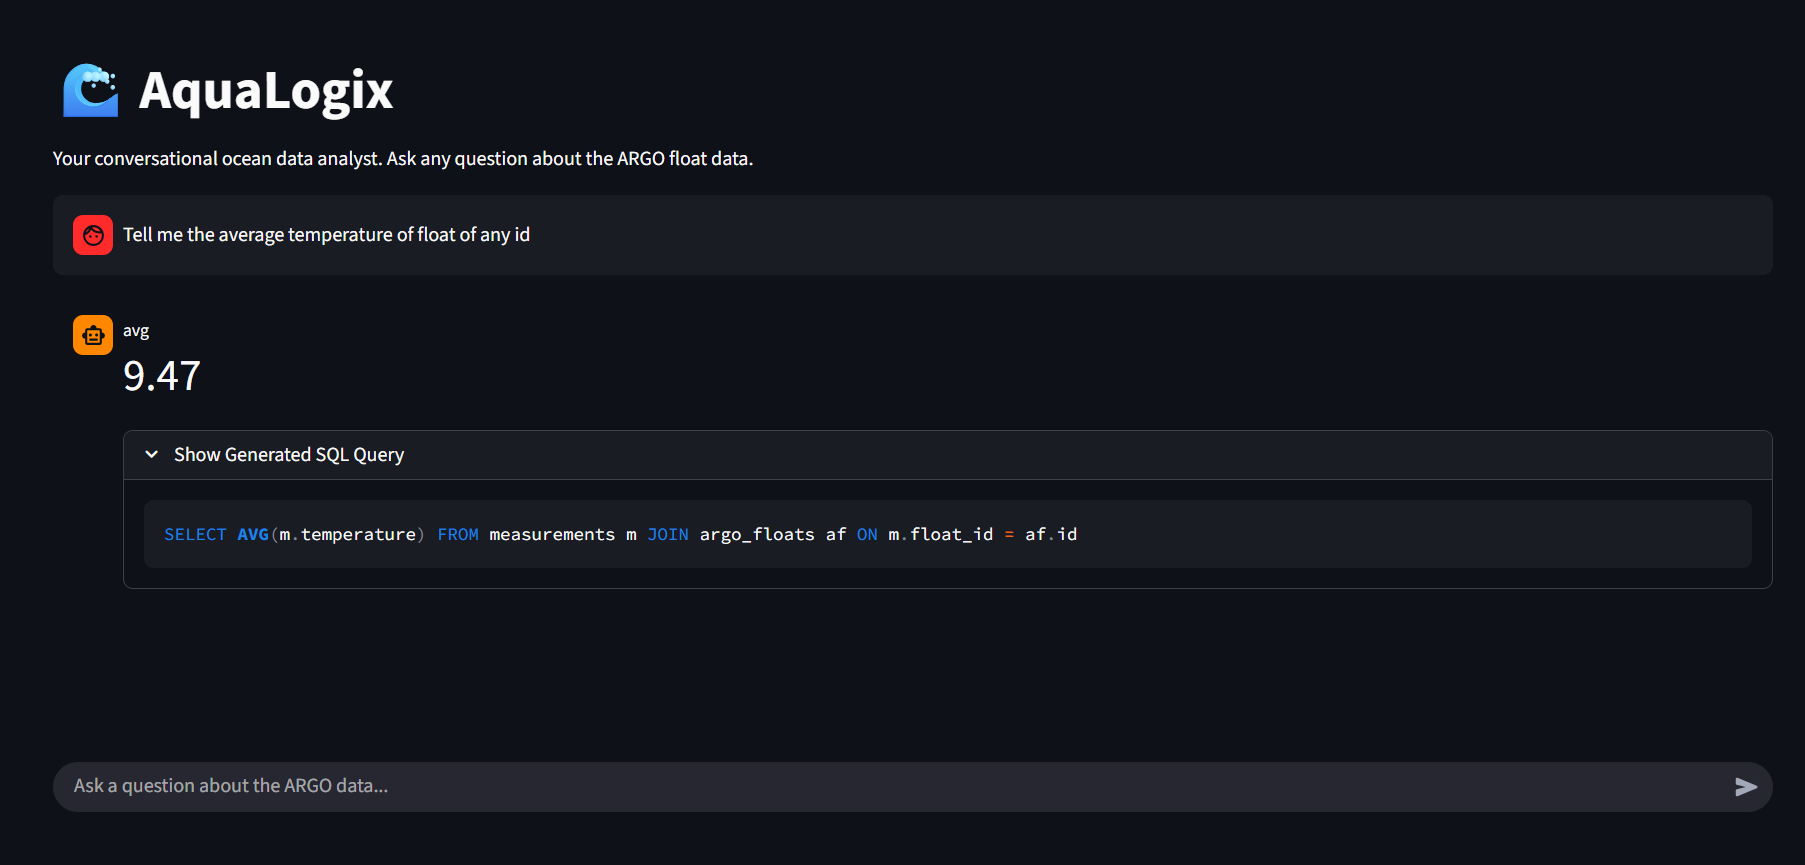 AquaLogix
Your conversational ocean data analyst. Ask any question about the ARGO float data.
Tell me the average temperature of float of any id
avg
9.47
Show Generated SQL Query
SELECT AVG(m.temperature) FROM measurements m JOIN argo_floats af ON m.float_id = af.id
Ask a question about the ARGO data...